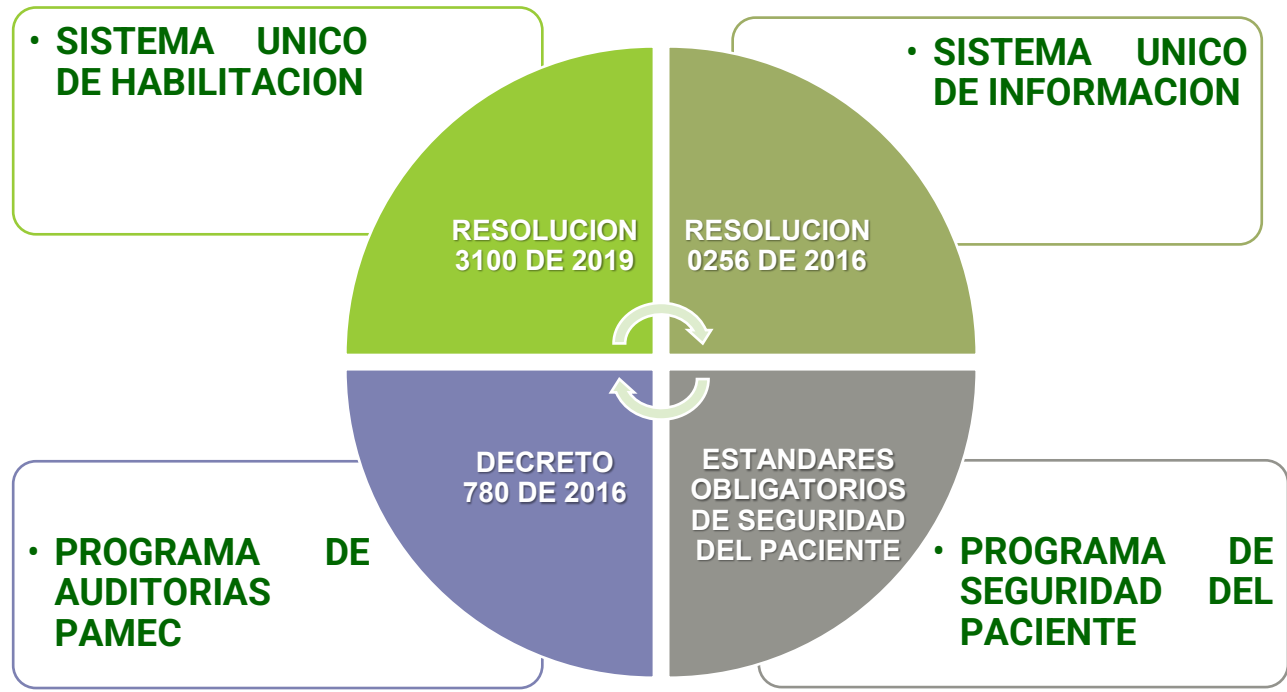 • SISTEMA UNICO
DE HABILITACION
• SISTEMA UNICO
DE INFORMACION
RESOLUCION
3100 DE 2019
RESOLUCION
0256 DE 2016
DECRETO
780 DE 2016
ESTANDARES
OBLIGATORIOS
DE SEGURIDAD
DEL PACIENTE
• PROGRAMA DE
AUDITORIAS
PAMEC
• PROGRAMA DE
SEGURIDAD DEL
PACIENTE